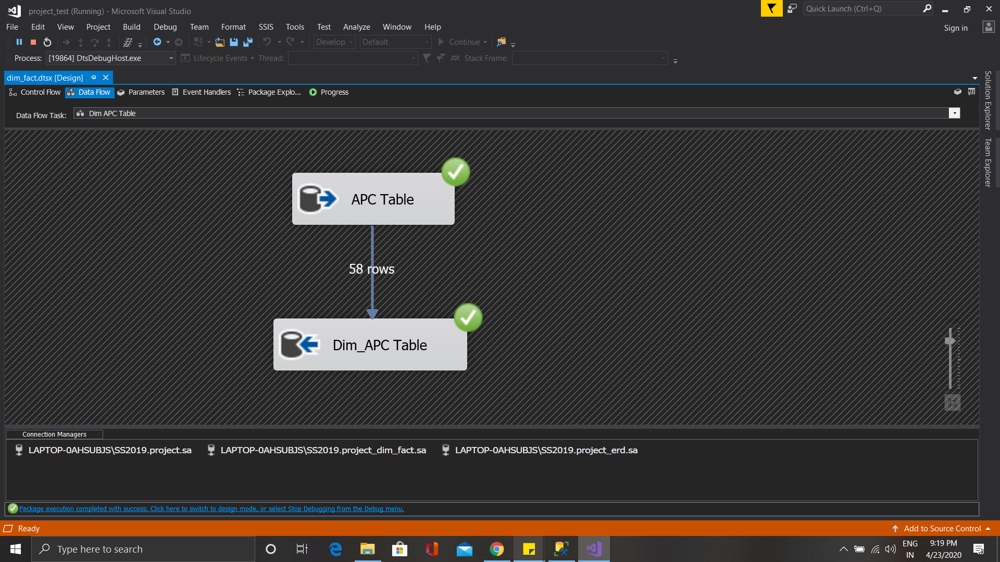 project_test (Running) - Microsoft Visual Studio
Quick Launch (Ctrl+Q)
File Edit View Project Build Debug Team Format SSIS Tools Test Analyze Window Help
Sign in
Develop Default Continue
Process: [19864] DtsDebugHost.exe Lifecycle Events Thread: Stack Frame:
dim_fact.dtsx [Design]
Control Flow Data Flow Parameters Event Handlers Package Explo... Progress
Data Flow Task: Dim APC Table
Solution Explorer
Team Explorer
APC Table
58 rows
Dim_APC Table
Connection Managers
LAPTOP-0AHSUBJS\SS2019.project.sa LAPTOP-0AHSUBJS\SS2019.project_dim_fact.sa LAPTOP-0AHSUBJS\SS2019.project_erd.sa
Package execution completed with success. Click here to switch to design mode, or select Stop Debugging from the Debug menu.
Ready
Add to Source Control
Type here to search
ENG
IN
9:19 PM
4/23/2020